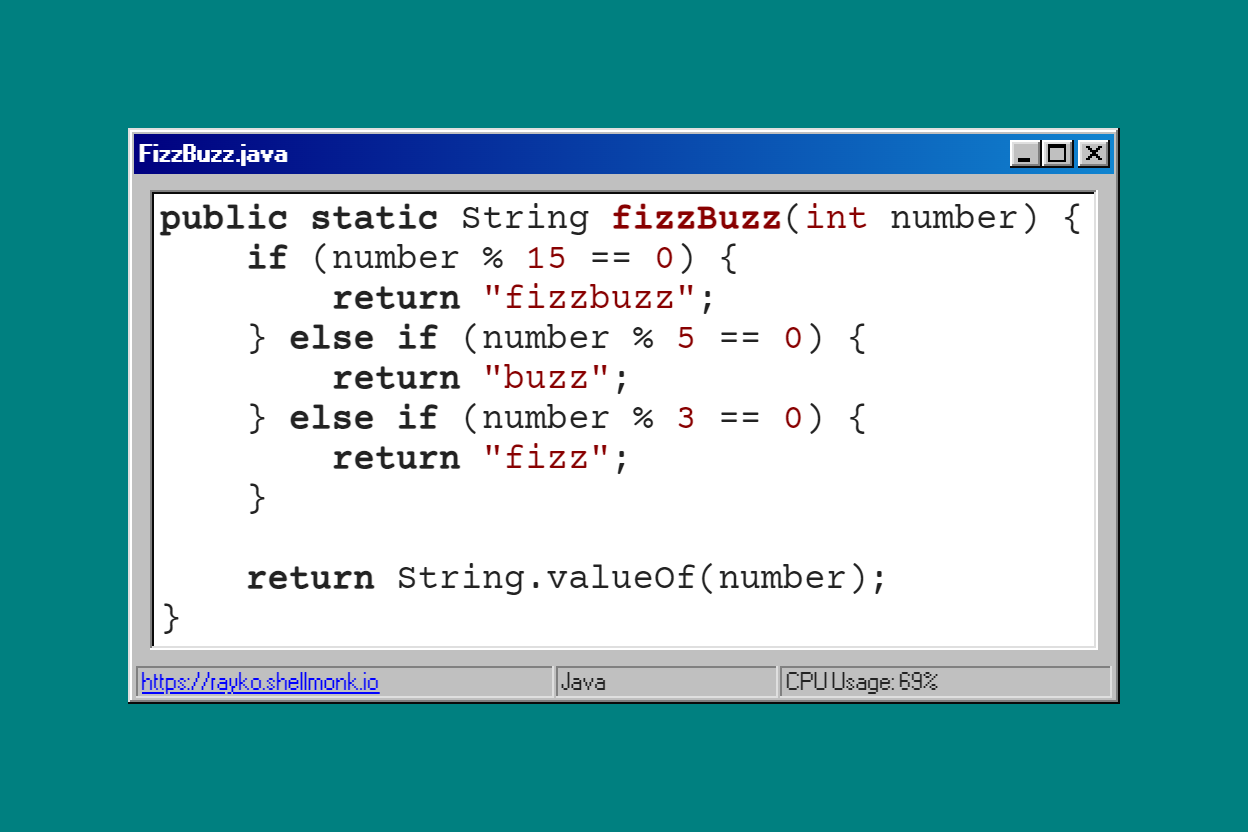 FizzBuzz.java
public static String fizzBuzz(int number) {
    if (number % 15 == 0) {
        return "fizzbuzz";
    } else if (number % 5 == 0) {
        return "buzz";
    } else if (number % 3 == 0) {
        return "fizz";
    }

    return String.valueOf(number);
}
https://rayko.shellmonk.io
Java
CPU Usage: 69%